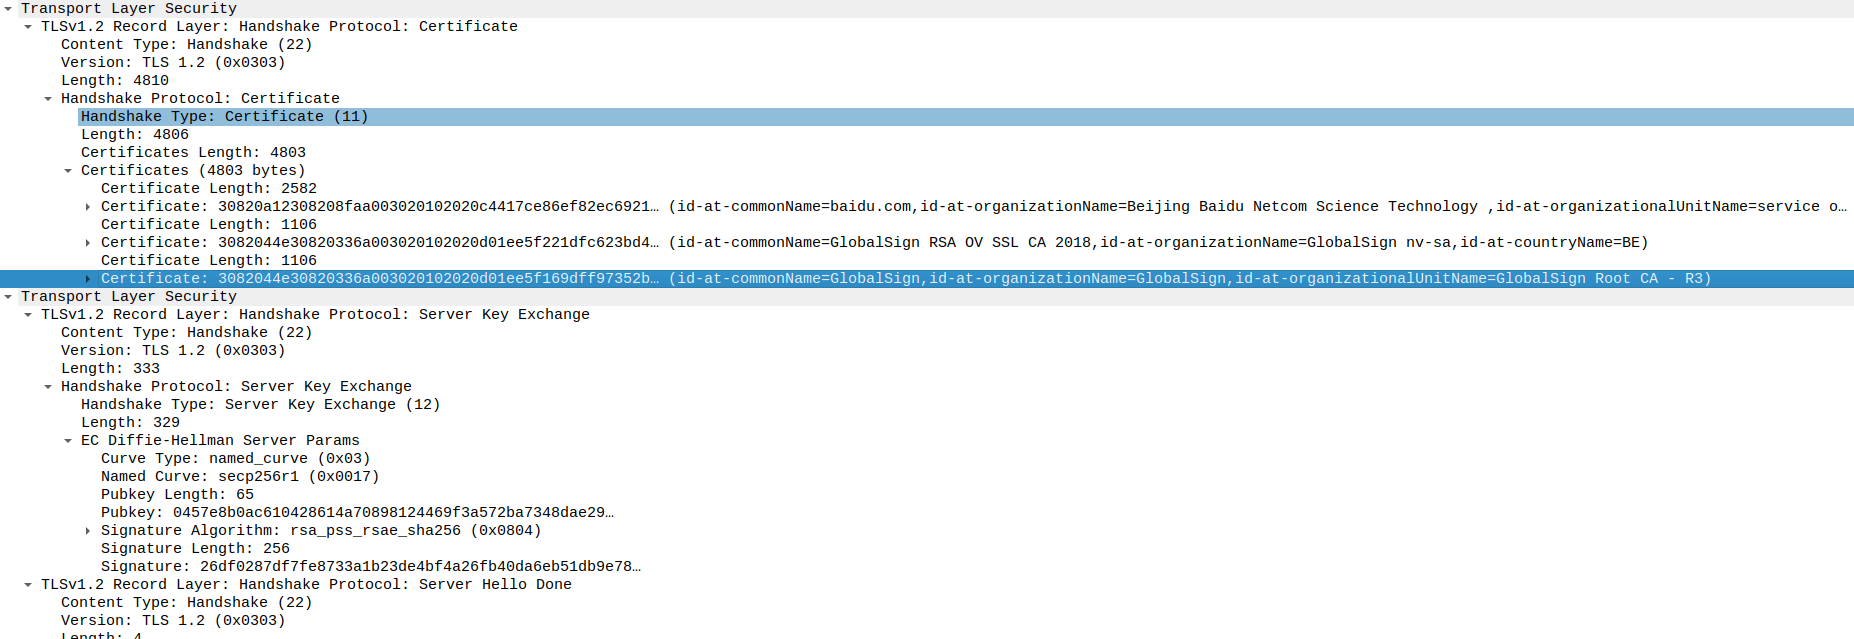 Transport Layer Security
TLSv1.2 Record Layer: Handshake Protocol: Certificate
Content Type: Handshake (22)
Version: TLS 1.2 (0x0303)
Length: 4810
Handshake Protocol: Certificate
Handshake Type: Certificate (11)
Length: 4806
Certificates Length: 4803
Certificates (4803 bytes)
Certificate Length: 2582
Certificate: 30820a12308208faa003020102020c4417ce86ef82ec6921… (id-at-commonName=baidu.com,id-at-organizationName=Beijing Baidu Netcom Science Technology ,id-at-organizationalUnitName=service o…
Certificate Length: 1106
Certificate: 3082044e30820336a003020102020d01ee5f221dfc623bd4… (id-at-commonName=GlobalSign RSA OV SSL CA 2018,id-at-organizationName=GlobalSign nv-sa,id-at-countryName=BE)
Certificate Length: 1106
Certificate: 3082044e30820336a003020102020d01ee5f169dff97352b… (id-at-commonName=GlobalSign,id-at-organizationName=GlobalSign,id-at-organizationalUnitName=GlobalSign Root CA - R3)
Transport Layer Security
TLSv1.2 Record Layer: Handshake Protocol: Server Key Exchange
Content Type: Handshake (22)
Version: TLS 1.2 (0x0303)
Length: 333
Handshake Protocol: Server Key Exchange
Handshake Type: Server Key Exchange (12)
Length: 329
EC Diffie-Hellman Server Params
Curve Type: named_curve (0x03)
Named Curve: secp256r1 (0x0017)
Pubkey Length: 65
Pubkey: 0457e8b0ac610428614a70898124469f3a572ba7348dae29…
Signature Algorithm: rsa_pss_rsae_sha256 (0x0804)
Signature Length: 256
Signature: 26df0287df7fe8733a1b23de4bf4a26fb40da6eb51db9e78…
TLSv1.2 Record Layer: Handshake Protocol: Server Hello Done
Content Type: Handshake (22)
Version: TLS 1.2 (0x0303)
Length: 4